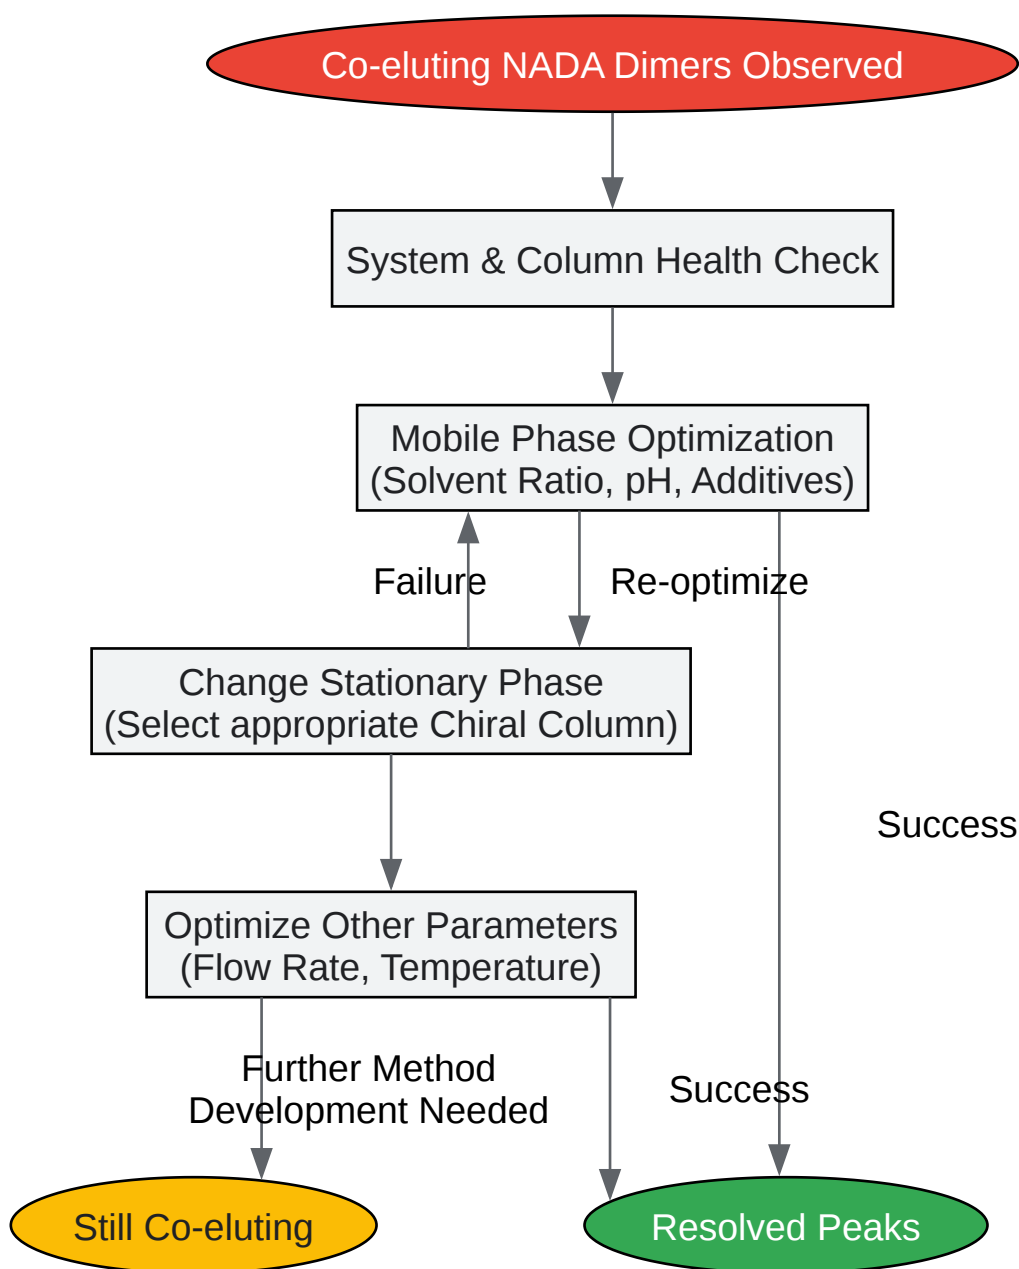 Co-eluting NADA Dimers Observed
System & Column Health Check
Mobile Phase Optimization
(Solvent Ratio, pH, Additives)
Failure
Re-optimize
Change Stationary Phase
(Select appropriate Chiral Column)
Success
Optimize Other Parameters
(Flow Rate, Temperature)
Further Method
Development Needed
Success
Still Co-eluting
Resolved Peaks